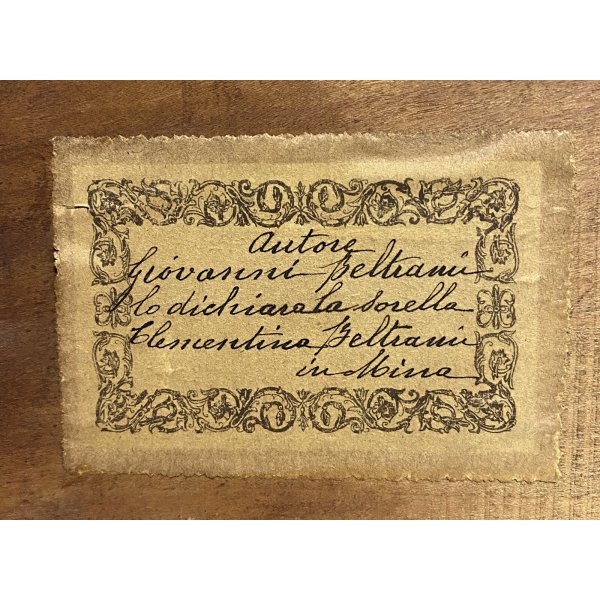 Autore
Giovanni Beltrami
lo dichiara la sorella
Clementina Beltrami
in Mina